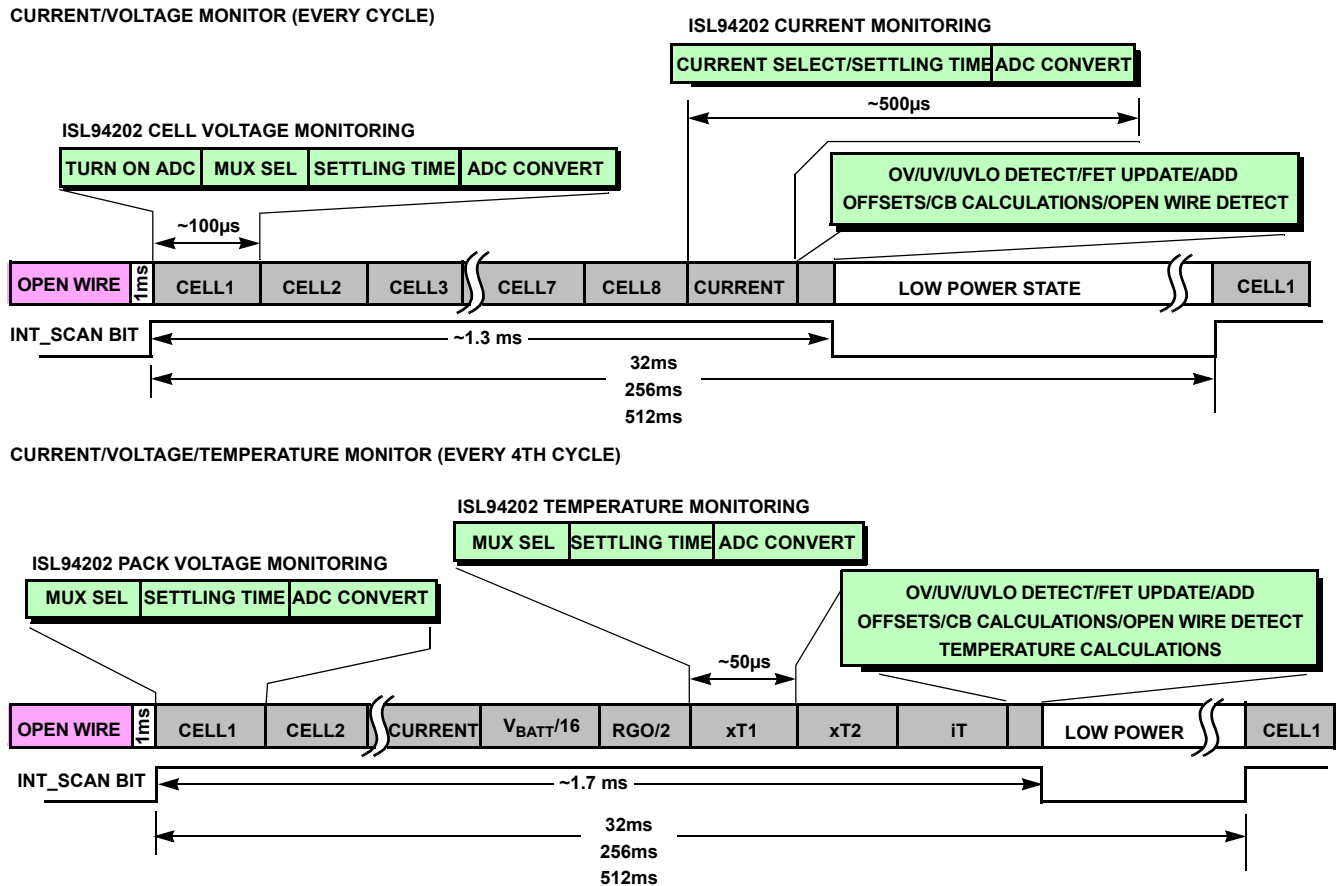 CURRENT/VOLTAGE MONITOR (EVERY CYCLE)
ISL94202 CURRENT MONITORING
CURRENT SELECT/SETTLING TIME ADC CONVERT
~500µs
ISL94202 CELL VOLTAGE MONITORING
TURN ON ADC MUX SEL SETTLING TIME ADC CONVERT
OV/UV/UVLO DETECT/FET UPDATE/ADD
OFFSETS/CB CALCULATIONS/OPEN WIRE DETECT
~100µs
OPEN WIRE 1ms CELL1 CELL2 CELL3 CELL7 CELL8 CURRENT LOW POWER STATE CELL1
INT_SCAN BIT
~1.3 ms
32ms
256ms
512ms
CURRENT/VOLTAGE/TEMPERATURE MONITOR (EVERY 4TH CYCLE)
ISL94202 TEMPERATURE MONITORING
MUX SEL SETTLING TIME ADC CONVERT
ISL94202 PACK VOLTAGE MONITORING
MUX SEL SETTLING TIME ADC CONVERT
OV/UV/UVLO DETECT/FET UPDATE/ADD
OFFSETS/CB CALCULATIONS/OPEN WIRE DETECT
TEMPERATURE CALCULATIONS
~50µs
OPEN WIRE 1ms CELL1 CELL2 CURRENT VBATT/16 RGO/2 xT1 xT2 iT LOW POWER CELL1
INT_SCAN BIT
~1.7 ms
32ms
256ms
512ms